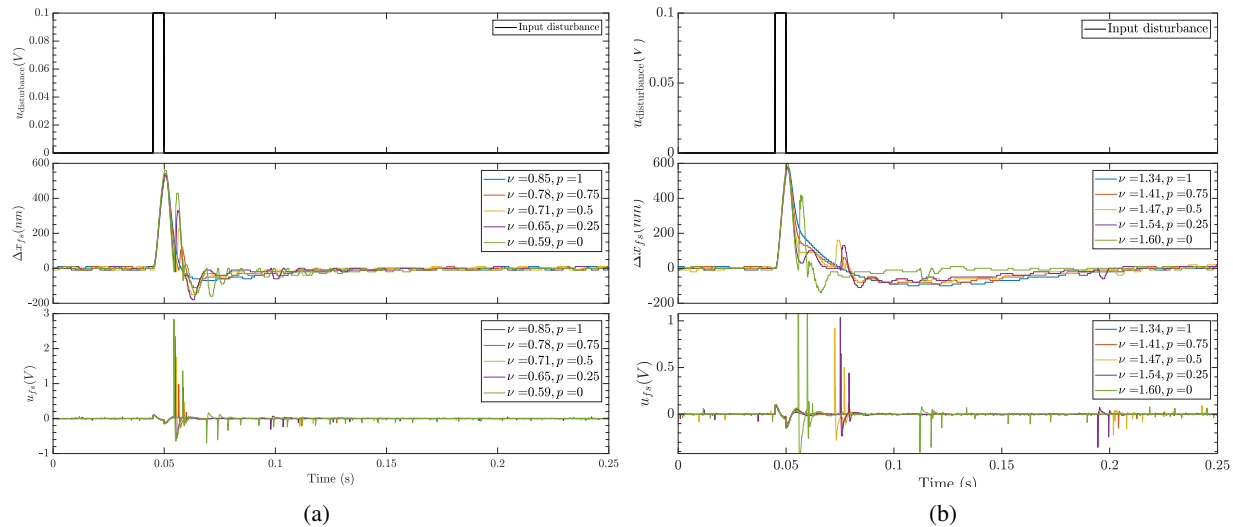 0.1
0.08
0.06
0.04
0.02
0
u_disturbance(V)
Input disturbance
600
400
200
0
-200
Δx_fs(nm)
ν =0.85, p =1
ν =0.78, p =0.75
ν =0.71, p =0.5
ν =0.65, p =0.25
ν =0.59, p =0
3
2
1
0
-1
u_fs(V)
ν =0.85, p =1
ν =0.78, p =0.75
ν =0.71, p =0.5
ν =0.65, p =0.25
ν =0.59, p =0
0 0.05 0.1 0.15 0.2 0.25
Time (s)
(a)
0.1
0.05
0
u_disturbance(V)
Input disturbance
600
400
200
0
-200
Δx_fs(nm)
ν =1.34, p =1
ν =1.41, p =0.75
ν =1.47, p =0.5
ν =1.54, p =0.25
ν =1.60, p =0
1
0.5
0
u_fs(V)
ν =1.34, p =1
ν =1.41, p =0.75
ν =1.47, p =0.5
ν =1.54, p =0.25
ν =1.60, p =0
0 0.05 0.1 0.15 0.2 0.25
Time (s)
(b)